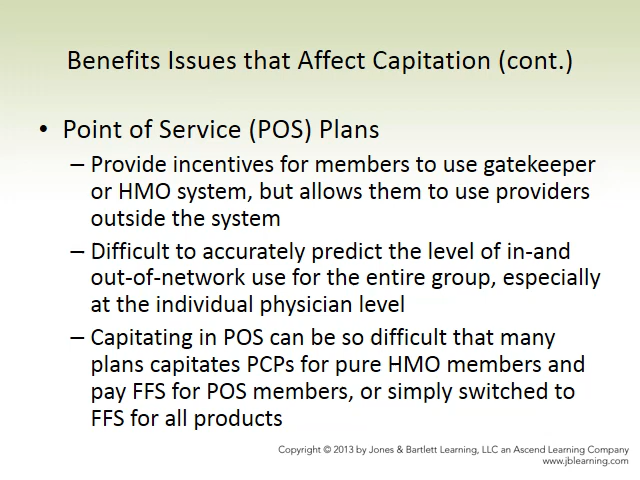 Benefits Issues that Affect Capitation (cont.)
• Point of Service (POS) Plans
– Provide incentives for members to use gatekeeper
or HMO system, but allows them to use providers
outside the system
– Difficult to accurately predict the level of in-and
out-of-network use for the entire group, especially
at the individual physician level
– Capitating in POS can be so difficult that many
plans capitates PCPs for pure HMO members and
pay FFS for POS members, or simply switched to
FFS for all products
Copyright © 2013 by Jones & Bartlett Learning, LLC an Ascend Learning Company
www.jblearning.com